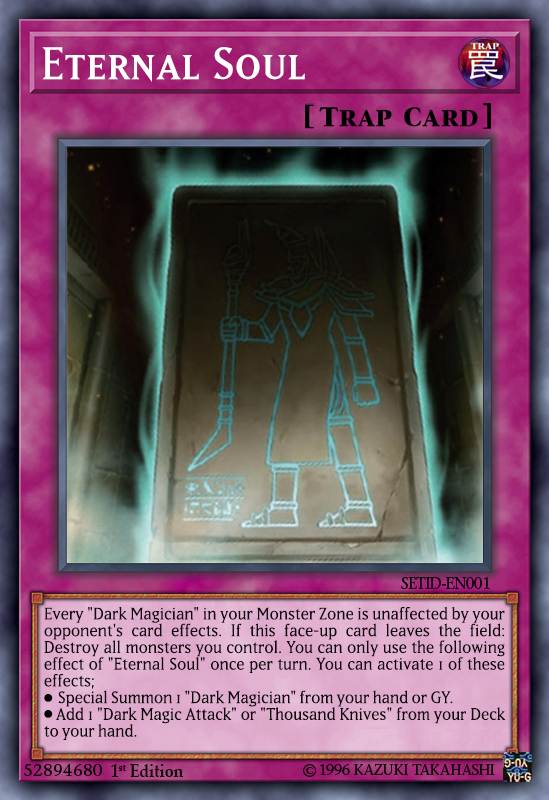 Eternal Soul
TRAP
罠
[Trap Card]
SETID-EN001
Every "Dark Magician" in your Monster Zone is unaffected by your
opponent's card effects. If this face-up card leaves the field:
Destroy all monsters you control. You can only use the following
effect of "Eternal Soul" once per turn. You can activate 1 of these
effects;
● Special Summon 1 "Dark Magician" from your hand or GY.
● Add 1 "Dark Magic Attack" or "Thousand Knives" from your Deck
to your hand.
52894680 1st Edition © 1996 KAZUKI TAKAHASHI